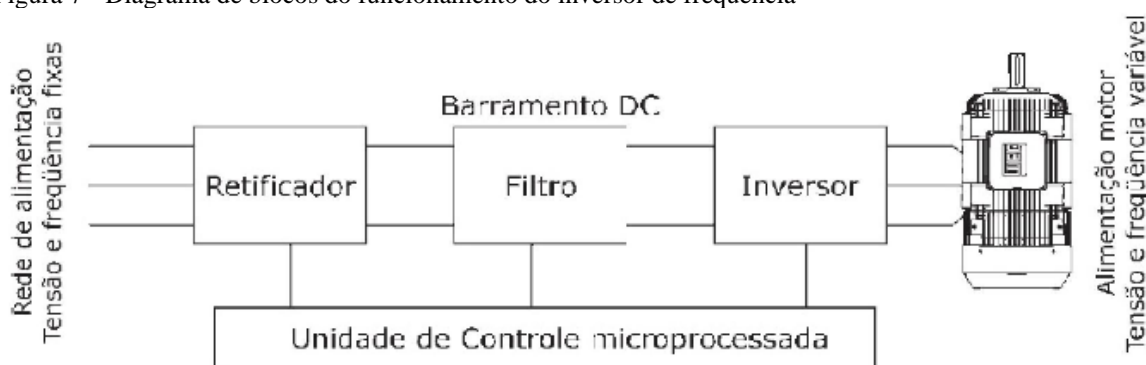 Figura 7 - Diagrama de blocos do funcionamento do inversor de frequência
Rede de alimentação
Tensão e freqüência fixas
Barramento DC
Retificador
Filtro
Inversor
Alimentação motor
Tensão e freqüência variável
Unidade de Controle microprocessada